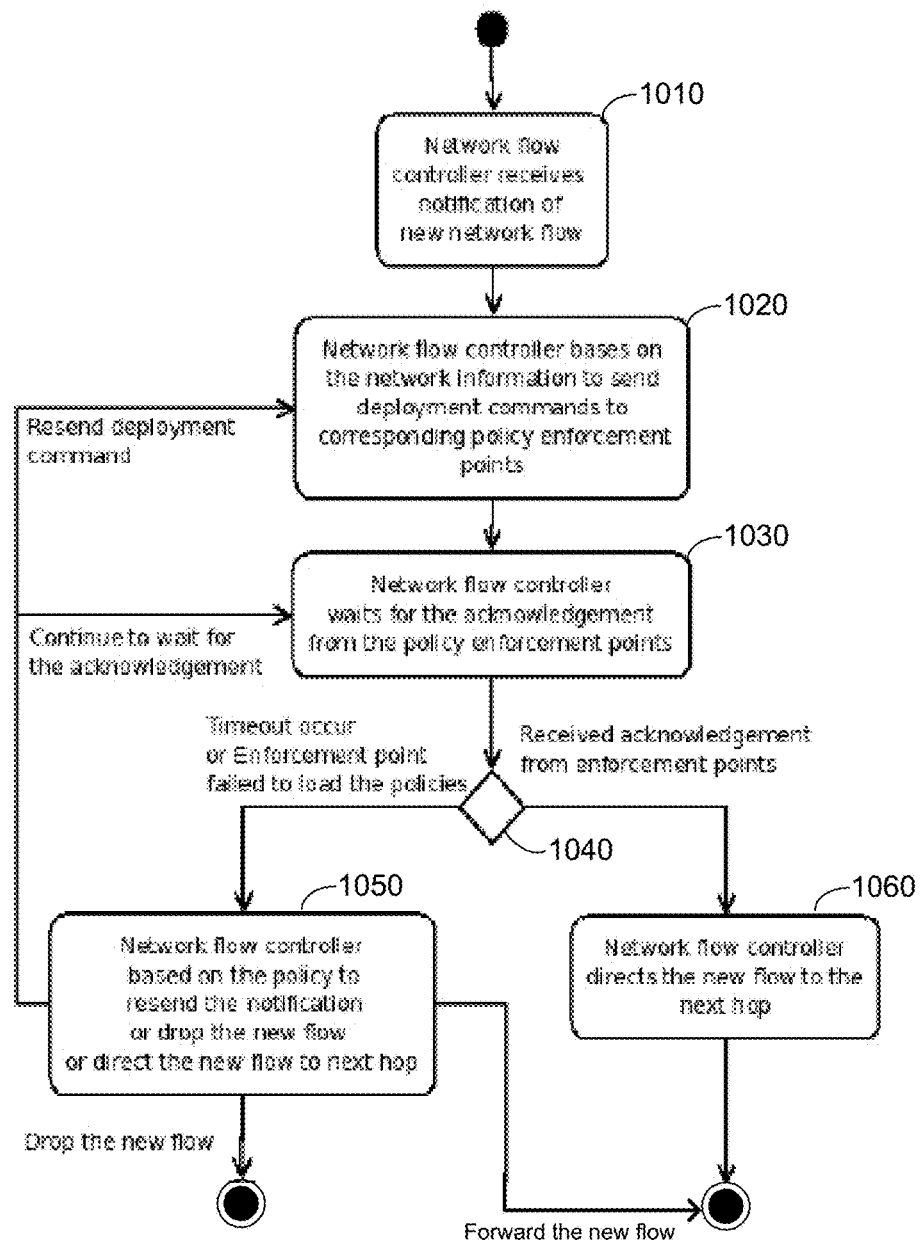 1010
Network flow
controller receives
notification of
new network flow
1020
Network flow controller bases on
the network information to send
deployment commands to
corresponding policy enforcement
points
Resend deployment
command
1030
Network flow controller
waits for the acknowledgement
from the policy enforcement points
Continue to wait for
the acknowledgement
Timeout occur
or Enforcement point
failed to load the policies
Received acknowledgement
from enforcement points
1040
1050
Network flow controller
based on the policy to
resend the notification
or drop the new flow
or direct the new flow to next hop
1060
Network flow controller
directs the new flow to the
next hop
Drop the new flow
Forward the new flow